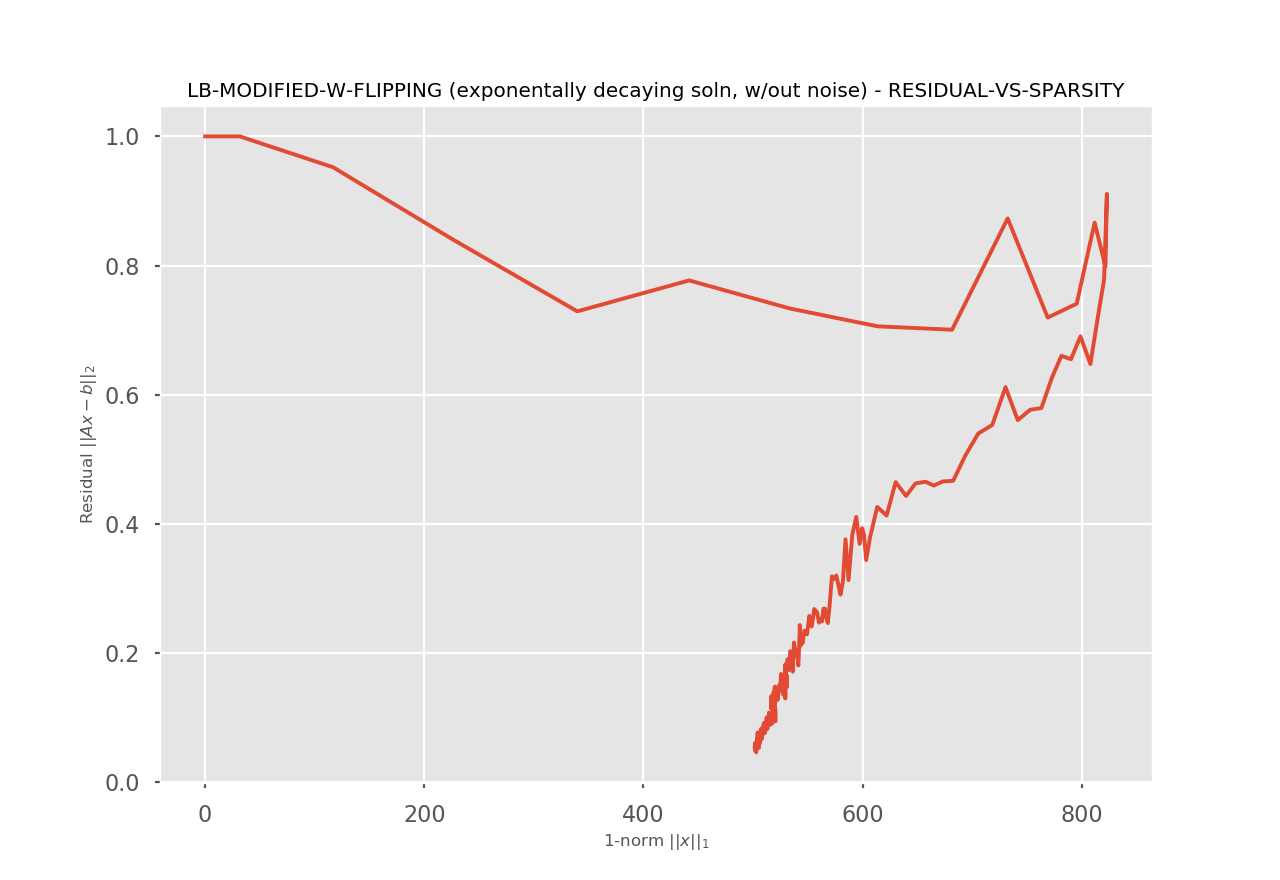 LB-MODIFIED-W-FLIPPING (exponentially decaying soln, w/out noise) - RESIDUAL-VS-SPARSITY
1.0
0.8
0.6
0.4
0.2
0.0
Residual ||Ax − b||₂
0 200 400 600 800
1-norm ||x||₁